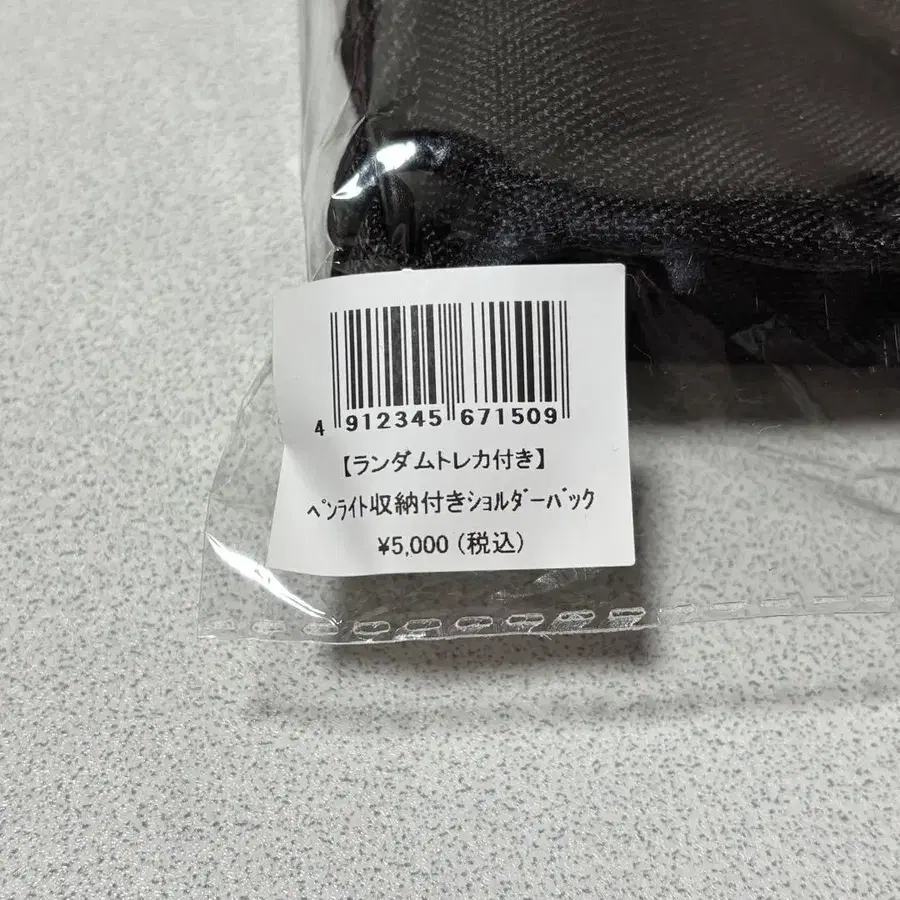 4 912345 671509
【ランダムトレカ付き】
ﾍﾟﾝﾗｲﾄ収納付きｼｮﾙﾀﾞｰﾊﾞｯｸ
¥5,000 (税込)